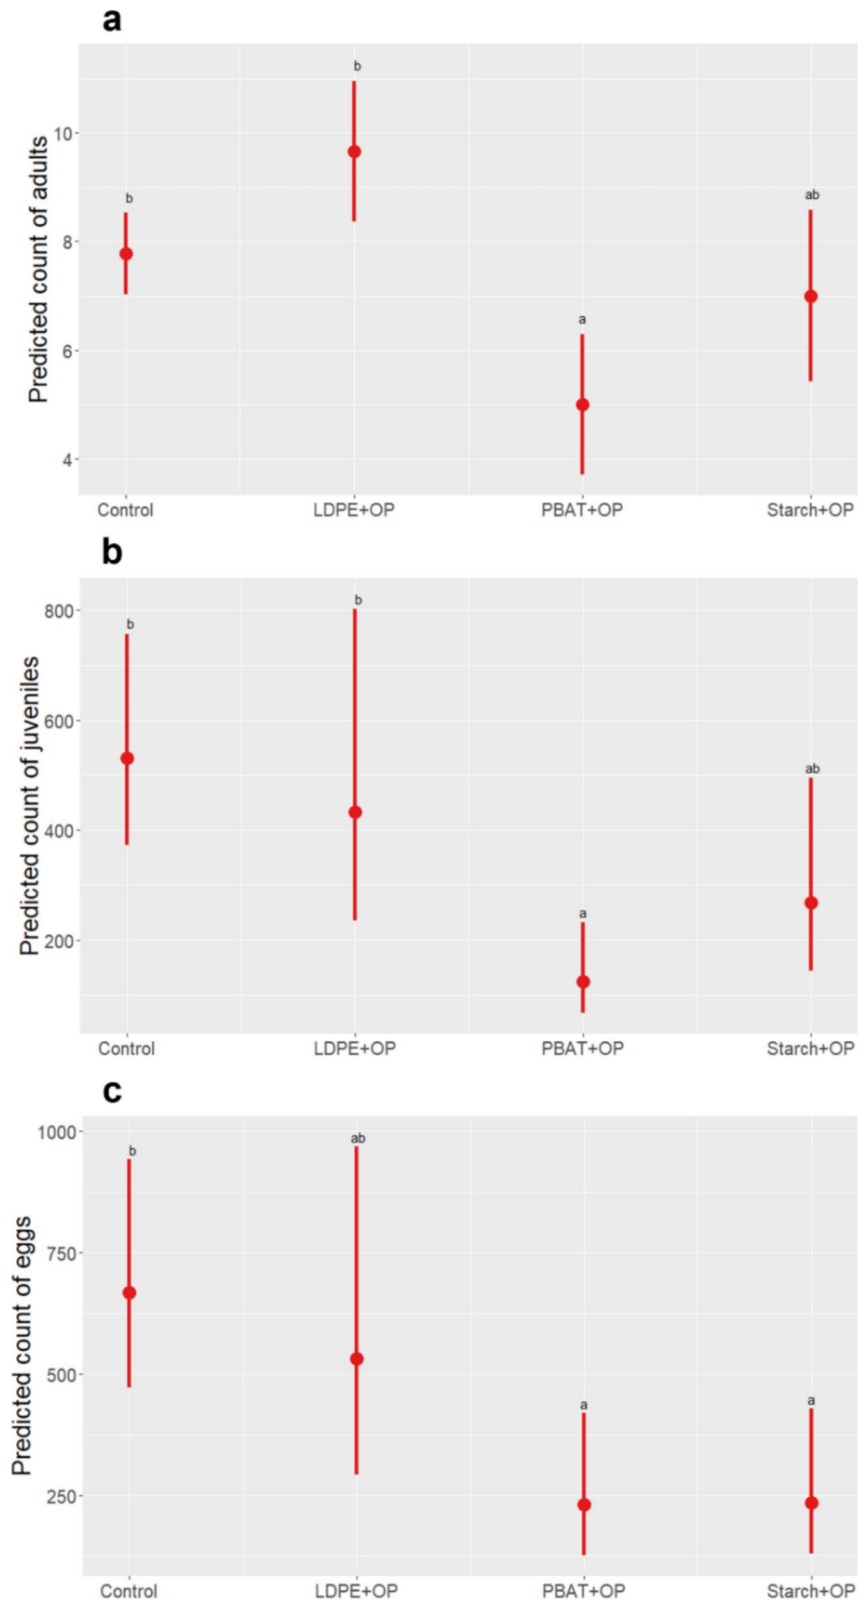 a
Predicted count of adults
10
8
6
4
b
b
a
ab
Control LDPE+OP PBAT+OP Starch+OP
b
Predicted count of juveniles
800
600
400
200
b
b
a
ab
Control LDPE+OP PBAT+OP Starch+OP
c
Predicted count of eggs
1000
750
500
250
b
ab
a
a
Control LDPE+OP PBAT+OP Starch+OP